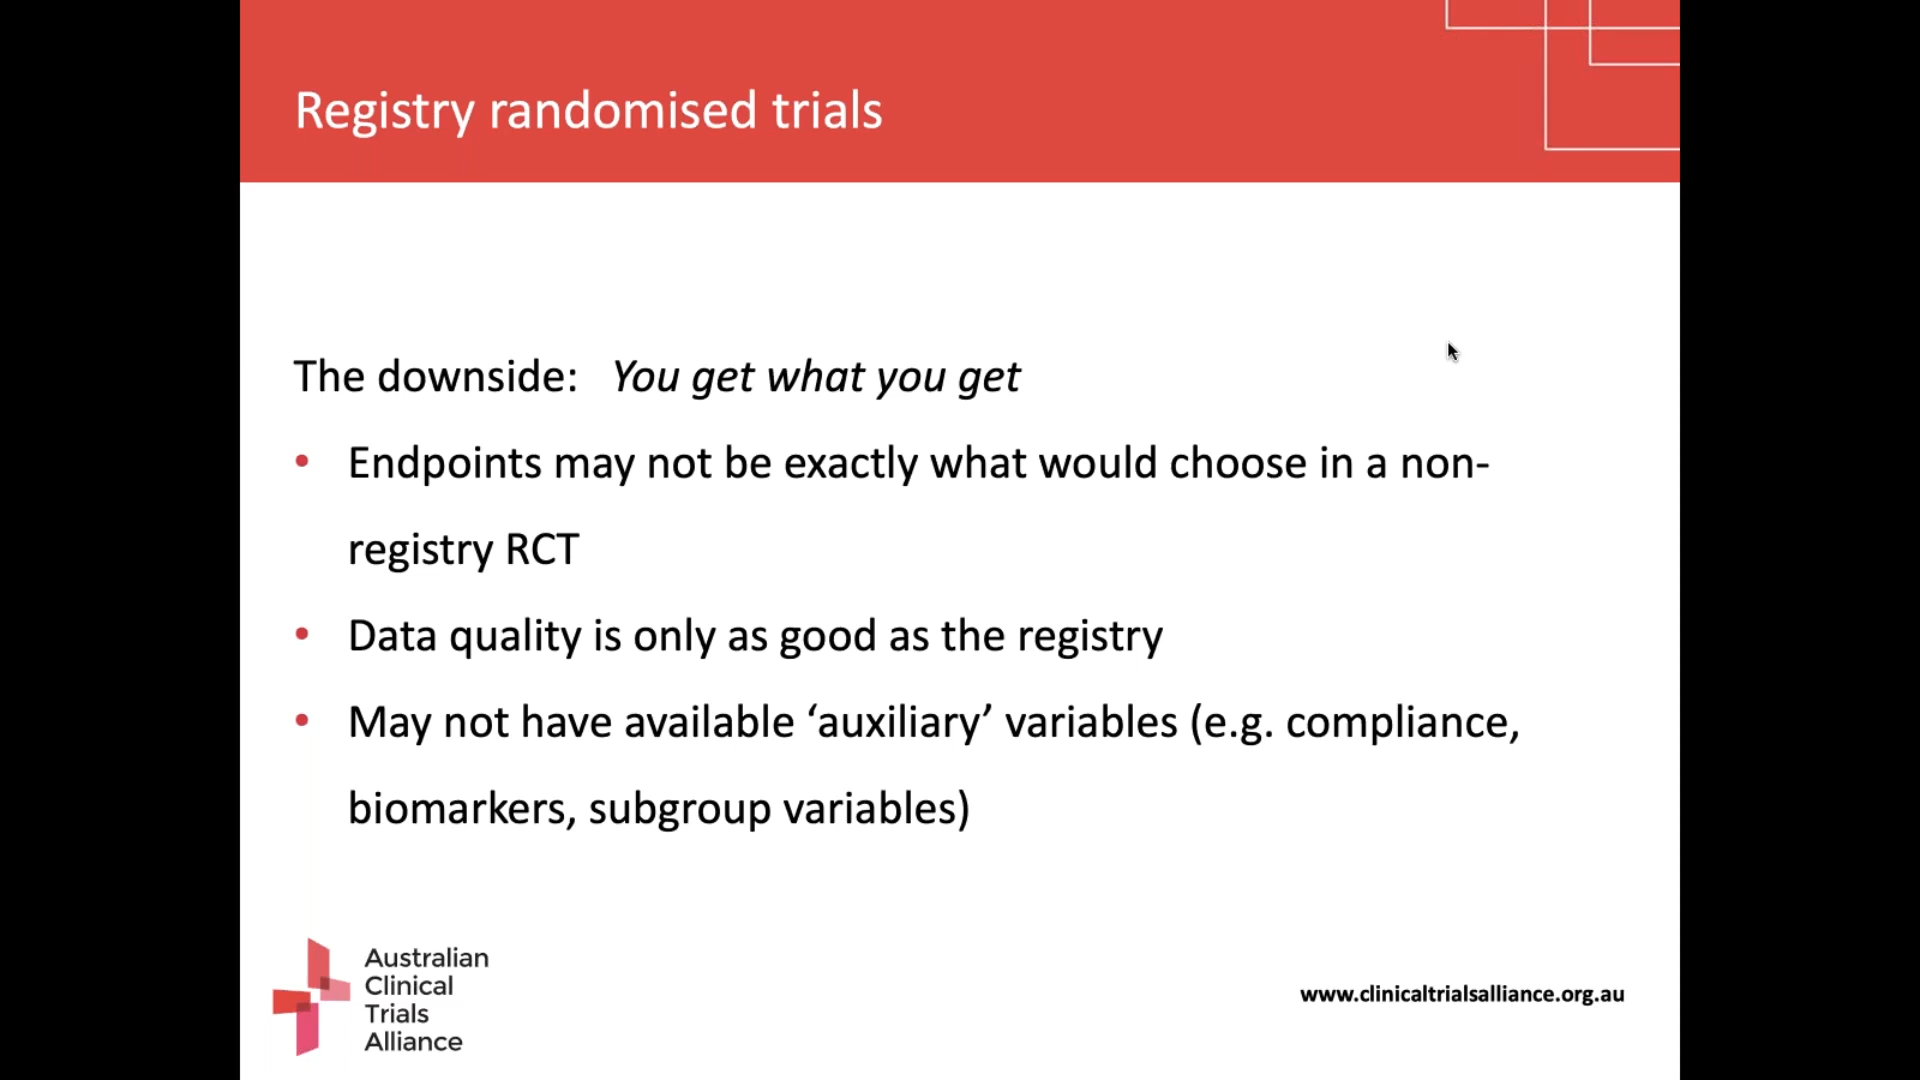 Registry randomised trials
The downside: You get what you get
• Endpoints may not be exactly what would choose in a non-
registry RCT
• Data quality is only as good as the registry
• May not have available ‘auxiliary’ variables (e.g. compliance,
biomarkers, subgroup variables)
Australian
Clinical
Trials
Alliance
www.clinicaltrialsalliance.org.au